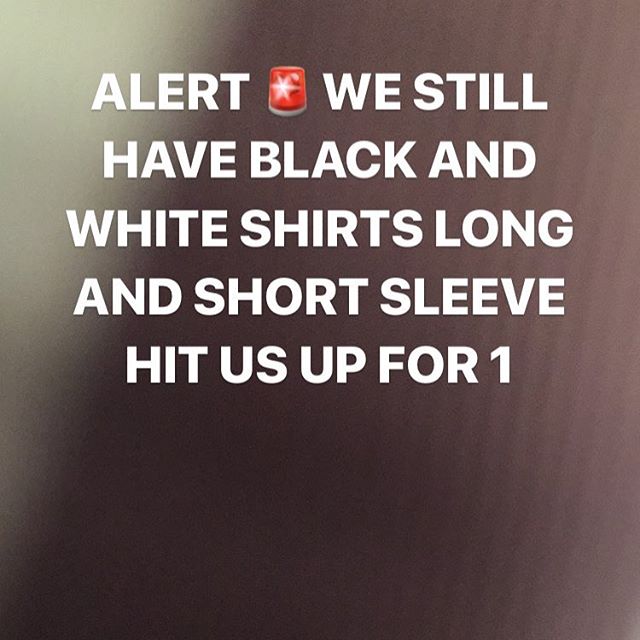 ALERT 🚨 WE STILL
HAVE BLACK AND
WHITE SHIRTS LONG
AND SHORT SLEEVE
HIT US UP FOR 1